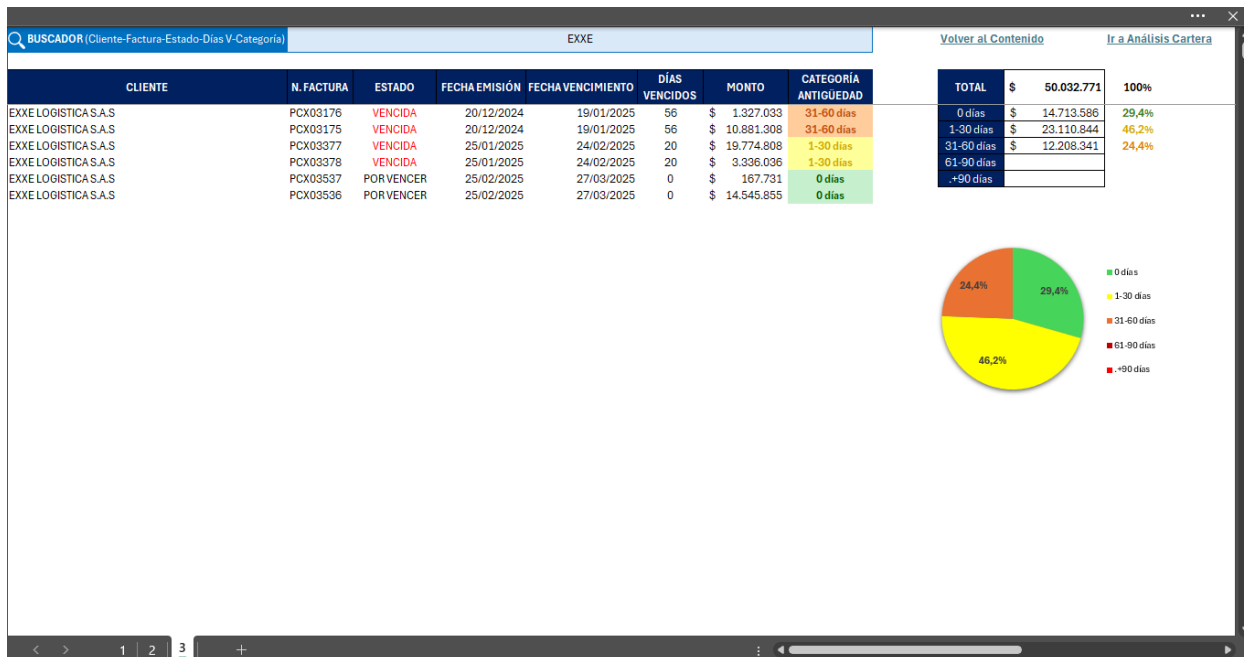 BUSCADOR (Cliente-Factura-Estado-Días V-Categoría) EXXE Volver al Contenido Ir a Análisis Cartera
CLIENTE N. FACTURA ESTADO FECHA EMISIÓN FECHA VENCIMIENTO DÍAS VENCIDOS MONTO CATEGORÍA ANTIGÜEDAD
EXXE LOGISTICA S.A.S PCX03176 VENCIDA 20/12/2024 19/01/2025 56 $ 1.327.033 31-60 días
EXXE LOGISTICA S.A.S PCX03175 VENCIDA 20/12/2024 19/01/2025 56 $ 10.881.308 31-60 días
EXXE LOGISTICA S.A.S PCX03377 VENCIDA 25/01/2025 24/02/2025 20 $ 19.774.808 1-30 días
EXXE LOGISTICA S.A.S PCX03378 VENCIDA 25/01/2025 24/02/2025 20 $ 3.336.036 1-30 días
EXXE LOGISTICA S.A.S PCX03537 POR VENCER 25/02/2025 27/03/2025 0 $ 167.731 0 días
EXXE LOGISTICA S.A.S PCX03536 POR VENCER 25/02/2025 27/03/2025 0 $ 14.545.855 0 días
TOTAL $ 50.032.771 100%
0 días $ 14.713.586 29,4%
1-30 días $ 23.110.844 46,2%
31-60 días $ 12.208.341 24,4%
61-90 días
.+90 días
24,4%
29,4%
46,2%
0 días
1-30 días
31-60 días
61-90 días
.+90 días
1 2 3